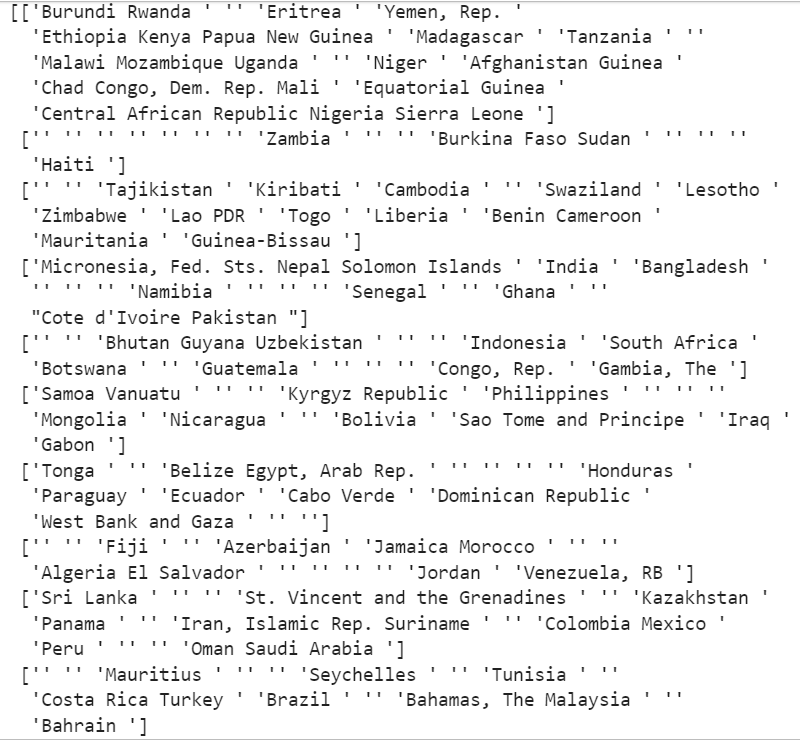 [['Burundi Rwanda ' '' 'Eritrea ' 'Yemen, Rep. '
'Ethiopia Kenya Papua New Guinea ' 'Madagascar ' 'Tanzania ' ''
'Malawi Mozambique Uganda ' '' 'Niger ' 'Afghanistan Guinea '
'Chad Congo, Dem. Rep. Mali ' 'Equatorial Guinea '
'Central African Republic Nigeria Sierra Leone ']
['' '' '' '' '' '' '' 'Zambia ' '' '' 'Burkina Faso Sudan ' '' '' ''
'Haiti ']
['' '' 'Tajikistan ' 'Kiribati ' 'Cambodia ' '' 'Swaziland ' 'Lesotho '
'Zimbabwe ' 'Lao PDR ' 'Togo ' 'Liberia ' 'Benin Cameroon '
'Mauritania ' 'Guinea-Bissau ']
['Micronesia, Fed. Sts. Nepal Solomon Islands ' 'India ' 'Bangladesh '
'' '' '' 'Namibia ' '' '' '' 'Senegal ' '' 'Ghana ' ''
"Cote d'Ivoire Pakistan "]
['' '' 'Bhutan Guyana Uzbekistan ' '' '' 'Indonesia ' 'South Africa '
'Botswana ' '' 'Guatemala ' '' '' '' 'Congo, Rep. ' 'Gambia, The ']
['Samoa Vanuatu ' '' '' 'Kyrgyz Republic ' 'Philippines ' '' '' ''
'Mongolia ' 'Nicaragua ' '' 'Bolivia ' 'Sao Tome and Principe ' 'Iraq '
'Gabon ']
['Tonga ' '' 'Belize Egypt, Arab Rep. ' '' '' '' '' 'Honduras '
'Paraguay ' 'Ecuador ' 'Cabo Verde ' 'Dominican Republic '
'West Bank and Gaza ' '' '']
['' '' 'Fiji ' '' 'Azerbaijan ' 'Jamaica Morocco ' '' ''
'Algeria El Salvador ' '' '' '' '' 'Jordan ' 'Venezuela, RB ']
['Sri Lanka ' '' '' 'St. Vincent and the Grenadines ' '' 'Kazakhstan '
'Panama ' 'Iran, Islamic Rep. Suriname ' '' 'Colombia Mexico '
'Peru ' '' '' 'Oman Saudi Arabia ']
['' '' 'Mauritius ' '' '' 'Seychelles ' '' 'Tunisia ' ''
'Costa Rica Turkey ' 'Brazil ' '' 'Bahamas, The Malaysia ' ''
'Bahrain ']